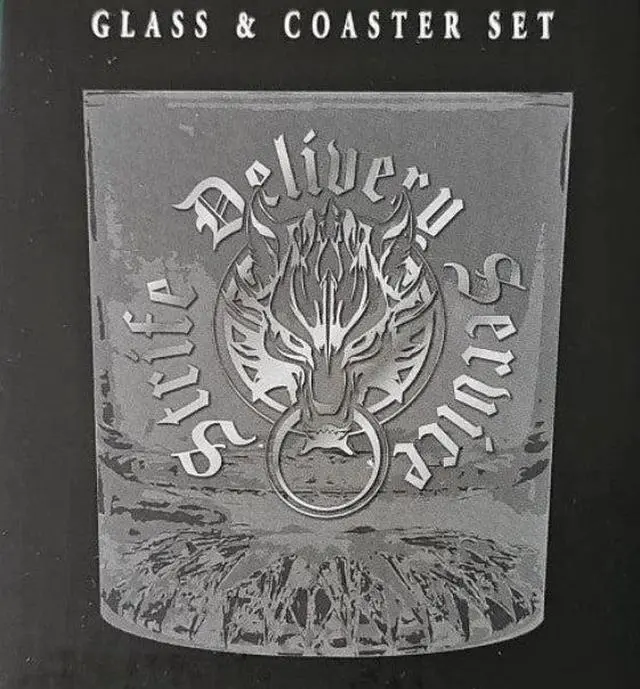 GLASS & COASTER SET
Strife Delivery Service